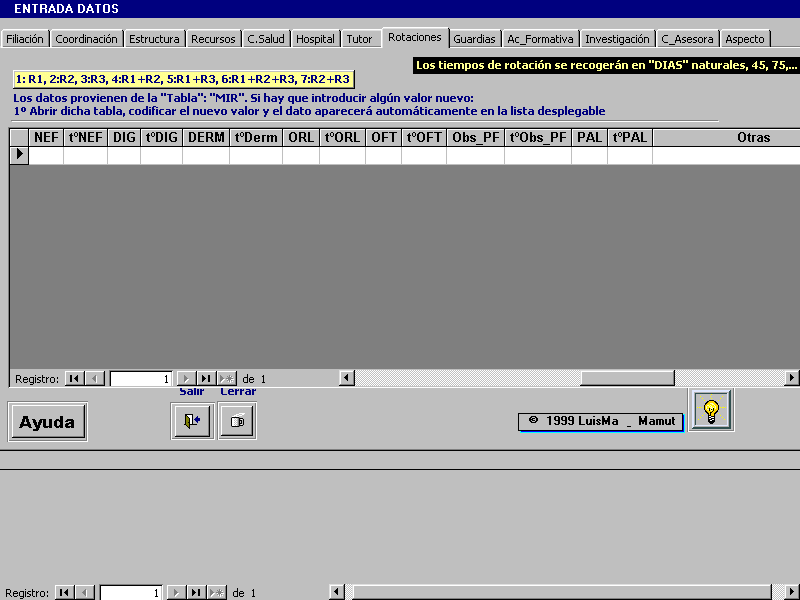 ENTRADA DATOS
Filiación Coordinación Estructura Recursos C.Salud Hospital Tutor Rotaciones Guardias Ac_Formativa Investigación C_Asesora Aspecto
Los tiempos de rotación se recogerán en "DIAS" naturales, 45, 75,...
1: R1, 2:R2, 3:R3, 4:R1+R2, 5:R1+R3, 6:R1+R2+R3, 7:R2+R3
Los datos provienen de la "Tabla": "MIR". Si hay que introducir algún valor nuevo:
1º Abrir dicha tabla, codificar el nuevo valor y el dato aparecerá automáticamente en la lista desplegable
NEF tºNEF DIG tºDIG DERM tºDerm ORL tºORL OFT tºOFT Obs_PF tºObs_PF PAL tºPAL Otras
Registro: 1 de 1
Salir Cerrar
Ayuda
© 1999 LuisMa _ Mamut
Registro: 1 de 1